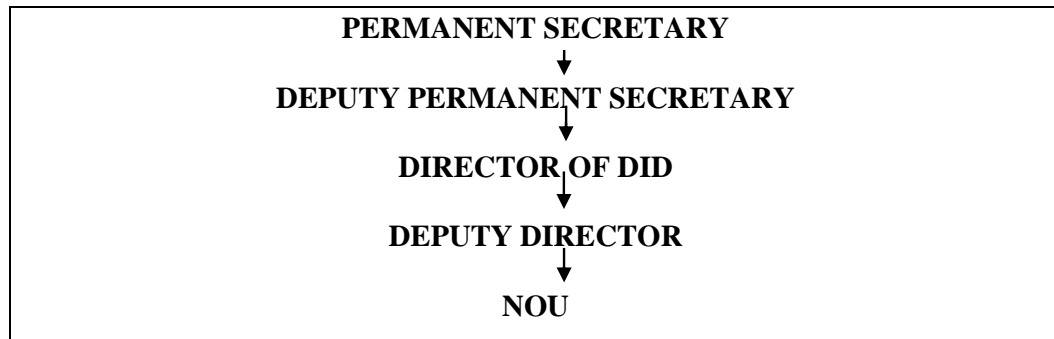 PERMANENT SECRETARY
DEPUTY PERMANENT SECRETARY
DIRECTOR OF DID
DEPUTY DIRECTOR
NOU